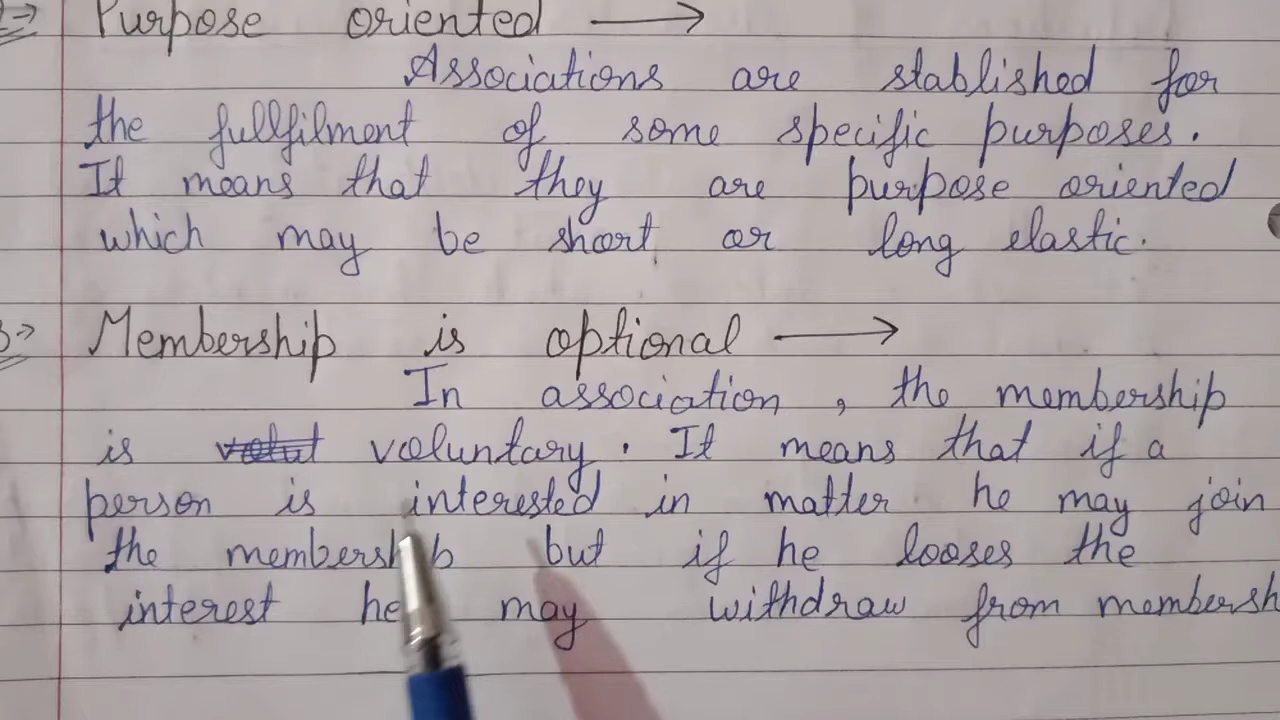 Purpose oriented →
Associations are stablished for
the fullfilment of some specific purposes.
It means that they are purpose oriented
which may be short or long elastic.
3→ Membership is optional →
In association, the membership
is voluntary. It means that if a
person is interested in matter he may join
the membership but if he looses the
interest he may withdraw from membersh